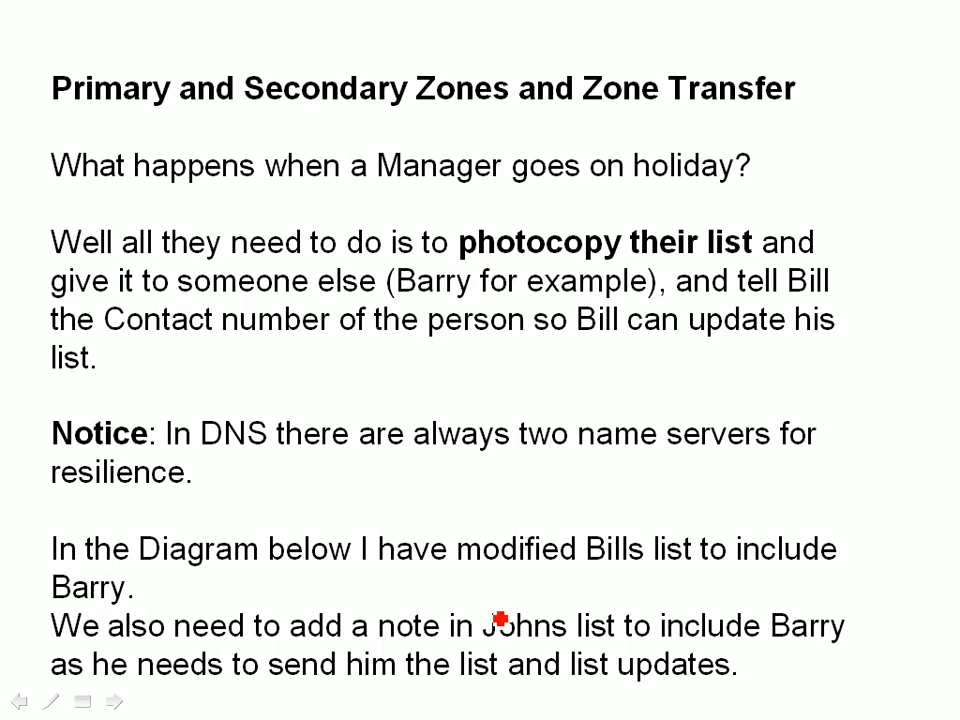 Primary and Secondary Zones and Zone Transfer
What happens when a Manager goes on holiday?
Well all they need to do is to photocopy their list and
give it to someone else (Barry for example), and tell Bill
the Contact number of the person so Bill can update his
list.
Notice: In DNS there are always two name servers for
resilience.
In the Diagram below I have modified Bills list to include
Barry.
We also need to add a note in Johns list to include Barry
as he needs to send him the list and list updates.